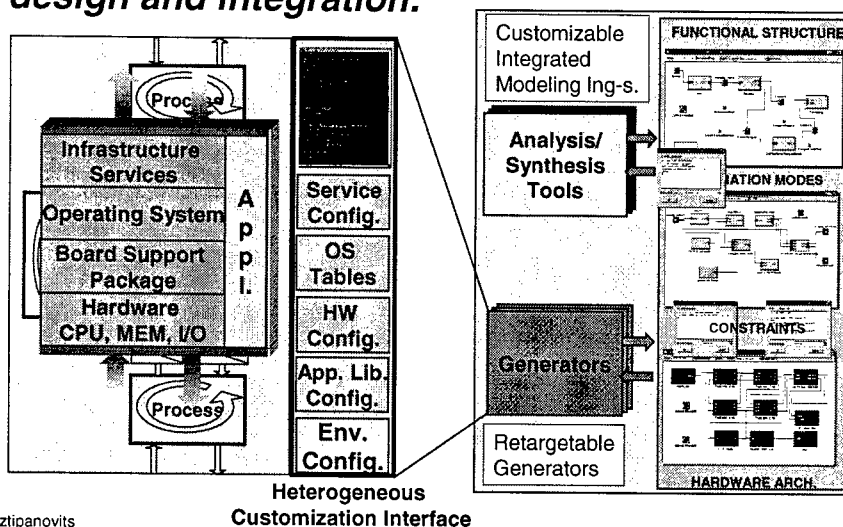 design and integration.
Process
Infrastructure
Services
Operating System
Board Support
Package
Hardware
CPU, MEM, I/O
Appl.
Process
Service
Config.
OS
Tables
HW
Config.
App. Lib.
Config.
Env.
Config.
Heterogeneous
Customization Interface
Customizable
Integrated
Modeling lng-s.
Analysis/
Synthesis
Tools
Generators
Retargetable
Generators
FUNCTIONAL STRUCTURE
MODES
CONSTRAINTS
HARDWARE ARCH.
ztipanovits